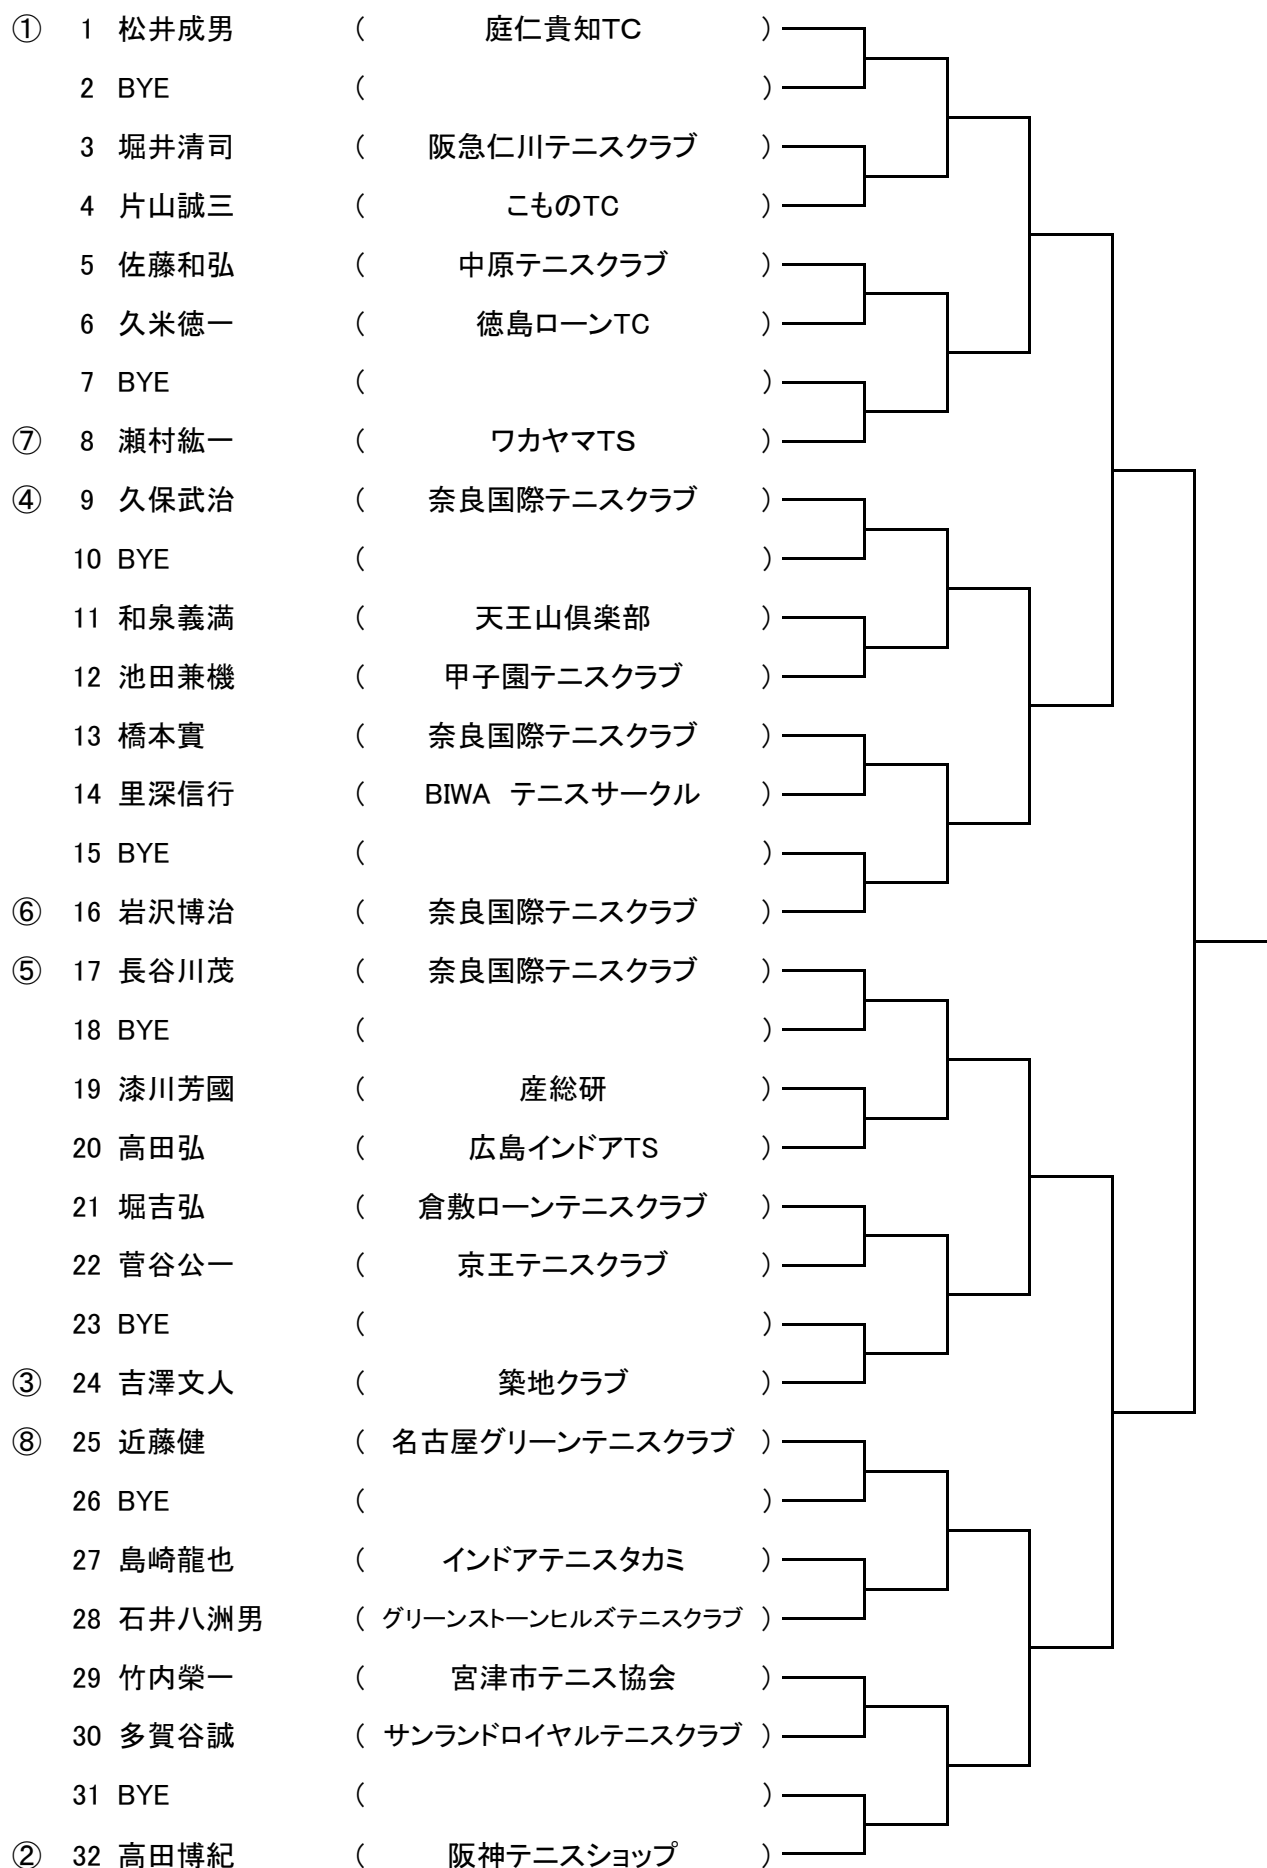 ① 1 松井成男 ( 庭仁貴知TC )
2 BYE ( )
3 堀井清司 ( 阪急仁川テニスクラブ )
4 片山誠三 ( こものTC )
5 佐藤和弘 ( 中原テニスクラブ )
6 久米徳一 ( 徳島ローンTC )
7 BYE ( )
⑦ 8 瀬村紘一 ( ワカヤマTS )
④ 9 久保武治 ( 奈良国際テニスクラブ )
10 BYE ( )
11 和泉義満 ( 天王山倶楽部 )
12 池田兼機 ( 甲子園テニスクラブ )
13 橋本實 ( 奈良国際テニスクラブ )
14 里深信行 ( BIWA テニスサークル )
15 BYE ( )
⑥ 16 岩沢博治 ( 奈良国際テニスクラブ )
⑤ 17 長谷川茂 ( 奈良国際テニスクラブ )
18 BYE ( )
19 漆川芳國 ( 産総研 )
20 高田弘 ( 広島インドアTS )
21 堀吉弘 ( 倉敷ローンテニスクラブ )
22 菅谷公一 ( 京王テニスクラブ )
23 BYE ( )
③ 24 吉澤文人 ( 築地クラブ )
⑧ 25 近藤健 ( 名古屋グリーンテニスクラブ )
26 BYE ( )
27 島崎龍也 ( インドアテニスタカミ )
28 石井八洲男 ( グリーンストーンヒルズテニスクラブ )
29 竹内榮一 ( 宮津市テニス協会 )
30 多賀谷誠 ( サンランドロイヤルテニスクラブ )
31 BYE ( )
② 32 高田博紀 ( 阪神テニスショップ )